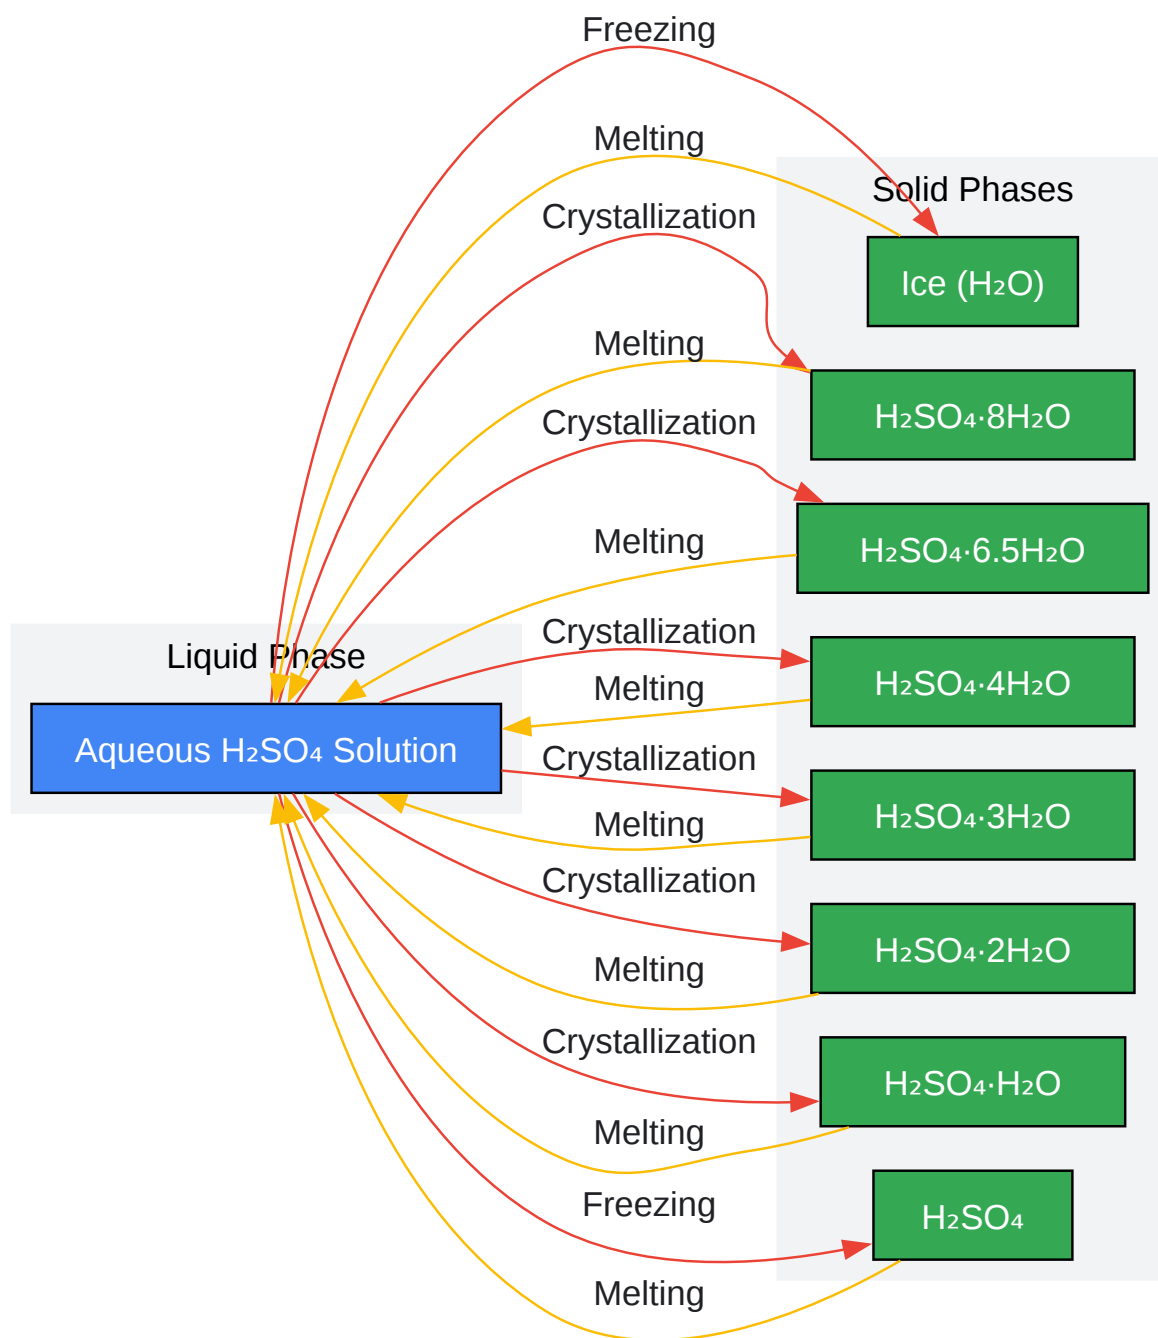 Freezing
Melting
Solid Phases
Crystallization
Ice (H₂O)
Melting
H₂SO₄·8H₂O
Crystallization
Melting
H₂SO₄·6.5H₂O
Crystallization
Liquid Phase
Melting
H₂SO₄·4H₂O
Aqueous H₂SO₄ Solution
Crystallization
Melting
H₂SO₄·3H₂O
Crystallization
H₂SO₄·2H₂O
Melting
Crystallization
H₂SO₄·H₂O
Melting
Freezing
H₂SO₄
Melting